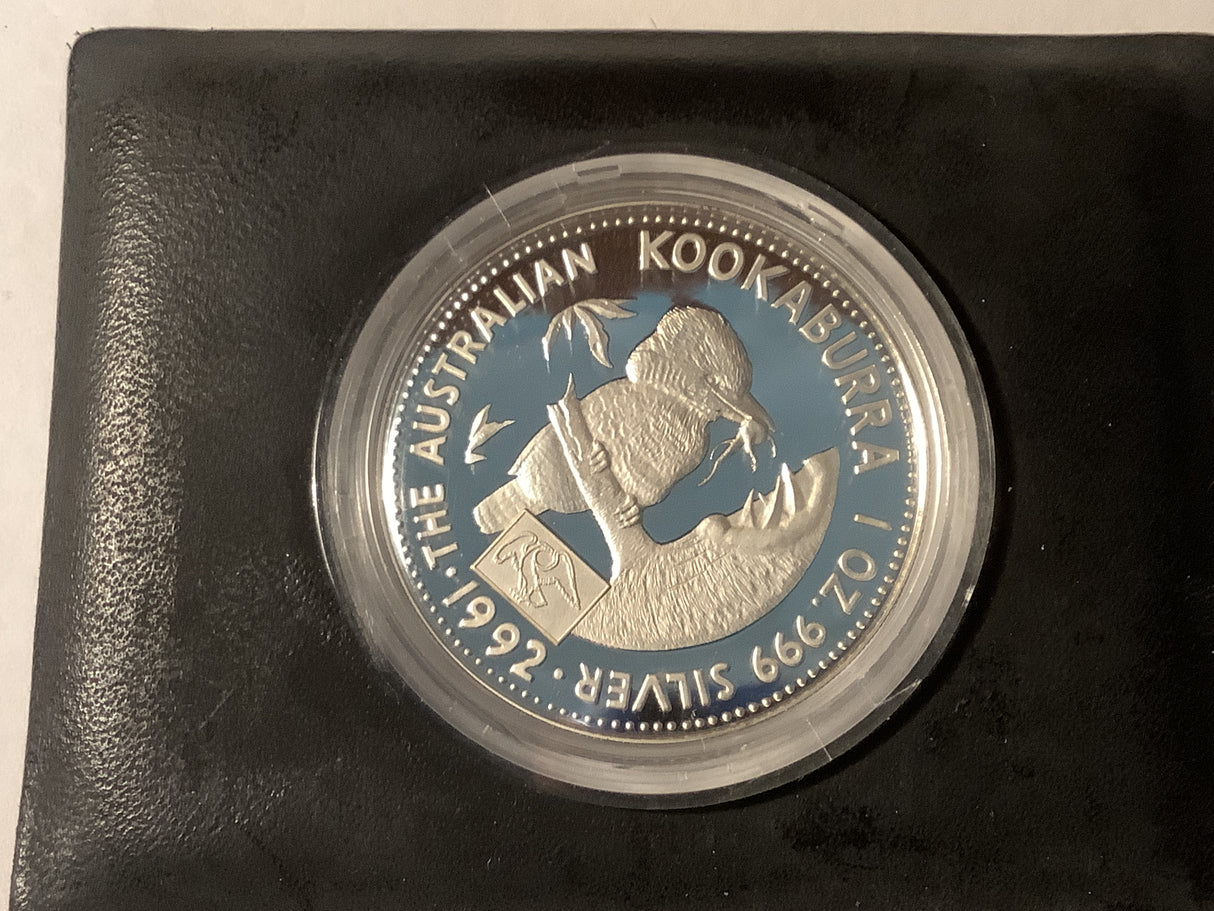 THE AUSTRALIAN KOOKABURRA 1 OZ. 999 SILVER · 1992 ·